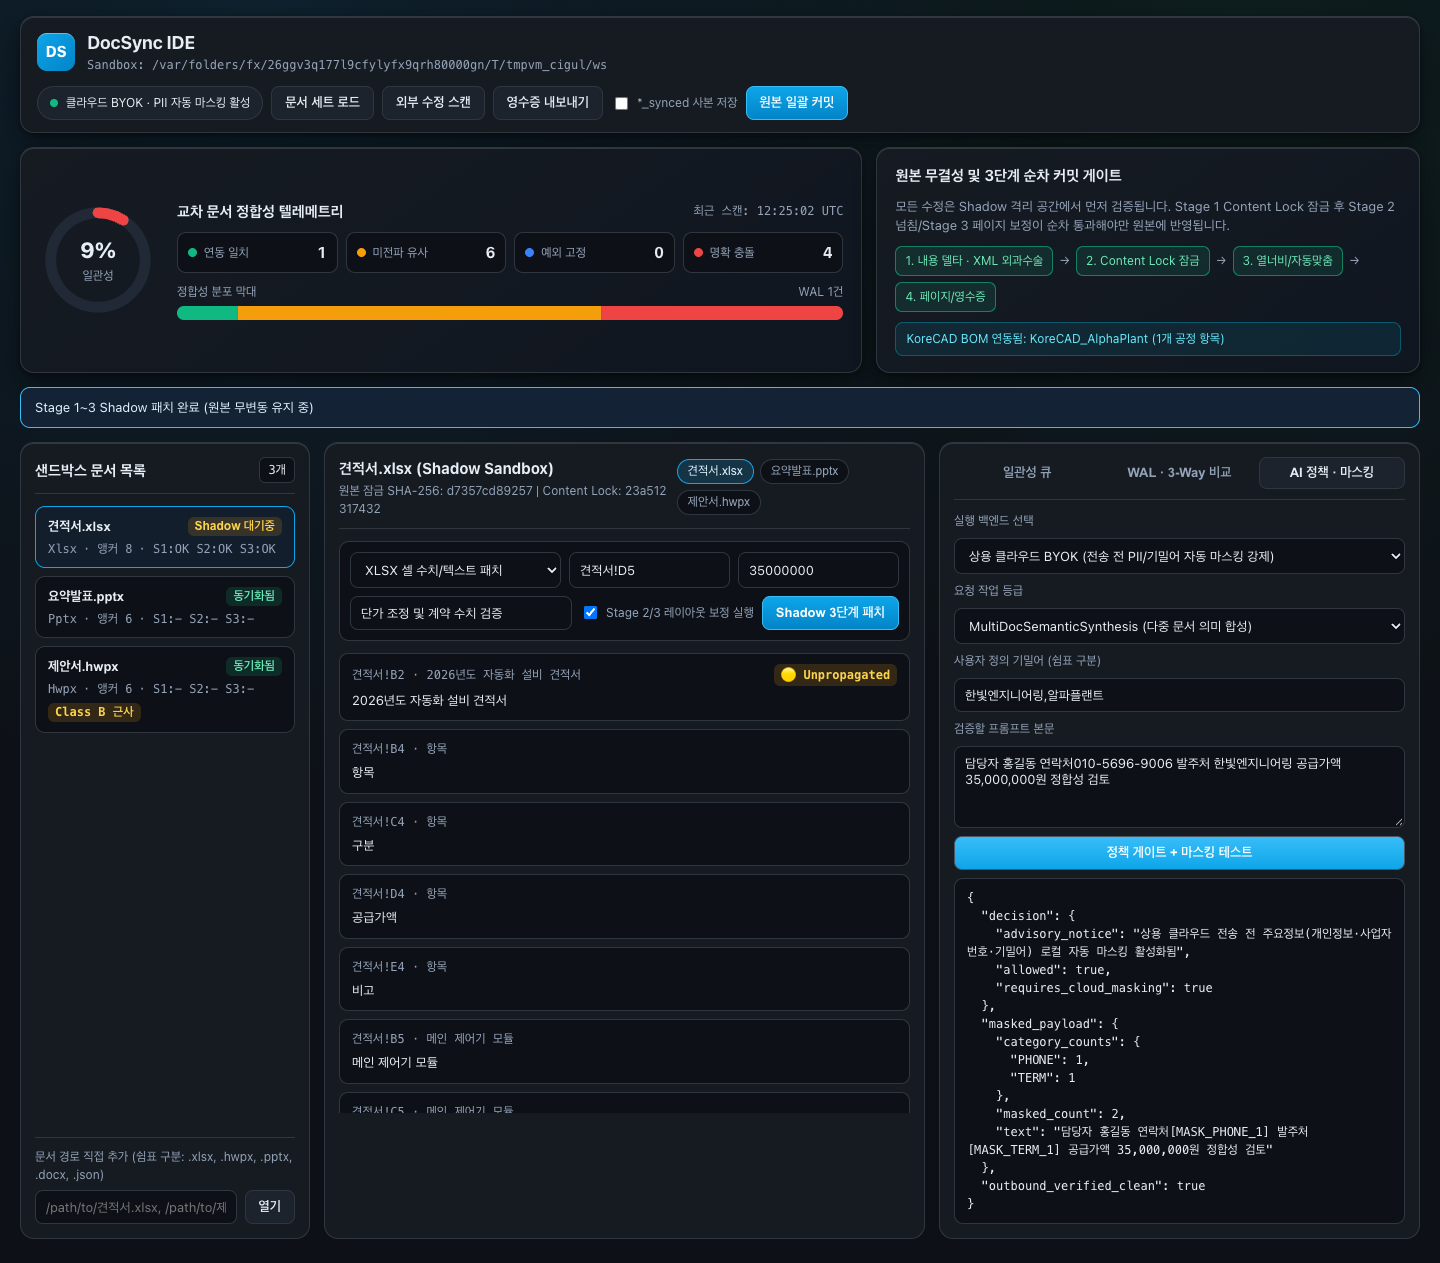 DS
DocSync IDE
Sandbox: /var/folders/fx/26ggv3q177l9cfylyfx9qrh80000gn/T/tmpvm_cigul/ws
클라우드 BYOK · PII 자동 마스킹 활성
문서 세트 로드
외부 수정 스캔
영수증 내보내기
*_synced 사본 저장
원본 일괄 커밋
9%
일관성
교차 문서 정합성 텔레메트리
최근 스캔: 12:25:02 UTC
연동 일치 1
미전파 유사 6
예외 고정 0
명확 충돌 4
정합성 분포 막대
WAL 1건
원본 무결성 및 3단계 순차 커밋 게이트
모든 수정은 Shadow 격리 공간에서 먼저 검증됩니다. Stage 1 Content Lock 잠금 후 Stage 2
넘침/Stage 3 페이지 보정이 순차 통과해야만 원본에 반영됩니다.
1. 내용 델타 · XML 외과수술 → 2. Content Lock 잠금 → 3. 열너비/자동맞춤 →
4. 페이지/영수증
KoreCAD BOM 연동됨: KoreCAD_AlphaPlant (1개 공정 항목)
Stage 1~3 Shadow 패치 완료 (원본 무변동 유지 중)
샌드박스 문서 목록
3개
견적서.xlsx
Shadow 대기중
Xlsx · 앵커 8 · S1:OK S2:OK S3:OK
요약발표.pptx
동기화됨
Pptx · 앵커 6 · S1:— S2:— S3:—
제안서.hwpx
동기화됨
Hwpx · 앵커 6 · S1:— S2:— S3:—
Class B 근사
문서 경로 직접 추가 (쉼표 구분: .xlsx, .hwpx, .pptx,
.docx, .json)
/path/to/견적서.xlsx, /path/to/제
열기
견적서.xlsx (Shadow Sandbox)
원본 잠금 SHA-256: d7357cd89257 | Content Lock: 23a512
317432
견적서.xlsx
요약발표.pptx
제안서.hwpx
XLSX 셀 수치/텍스트 패치
견적서!D5
35000000
단가 조정 및 계약 수치 검증
Stage 2/3 레이아웃 보정 실행
Shadow 3단계 패치
견적서!B2 · 2026년도 자동화 설비 견적서
Unpropagated
2026년도 자동화 설비 견적서
견적서!B4 · 항목
항목
견적서!C4 · 항목
구분
견적서!D4 · 항목
공급가액
견적서!E4 · 항목
비고
견적서!B5 · 메인 제어기 모듈
메인 제어기 모듈
견적서!C5 · 메인 제어기 모듈
일관성 큐
WAL · 3-Way 비교
AI 정책 · 마스킹
실행 백엔드 선택
상용 클라우드 BYOK (전송 전 PII/기밀어 자동 마스킹 강제)
요청 작업 등급
MultiDocSemanticSynthesis (다중 문서 의미 합성)
사용자 정의 기밀어 (쉼표 구분)
한빛엔지니어링,알파플랜트
검증할 프롬프트 본문
담당자 홍길동 연락처010-5696-9006 발주처 한빛엔지니어링 공급가액
35,000,000원 정합성 검토
정책 게이트 + 마스킹 테스트
{
"decision": {
"advisory_notice": "상용 클라우드 전송 전 주요정보(개인정보·사업자
번호·기밀어) 로컬 자동 마스킹 활성화됨",
"allowed": true,
"requires_cloud_masking": true
},
"masked_payload": {
"category_counts": {
"PHONE": 1,
"TERM": 1
},
"masked_count": 2,
"text": "담당자 홍길동 연락처[MASK_PHONE_1] 발주처
[MASK_TERM_1] 공급가액 35,000,000원 정합성 검토"
},
"outbound_verified_clean": true
}